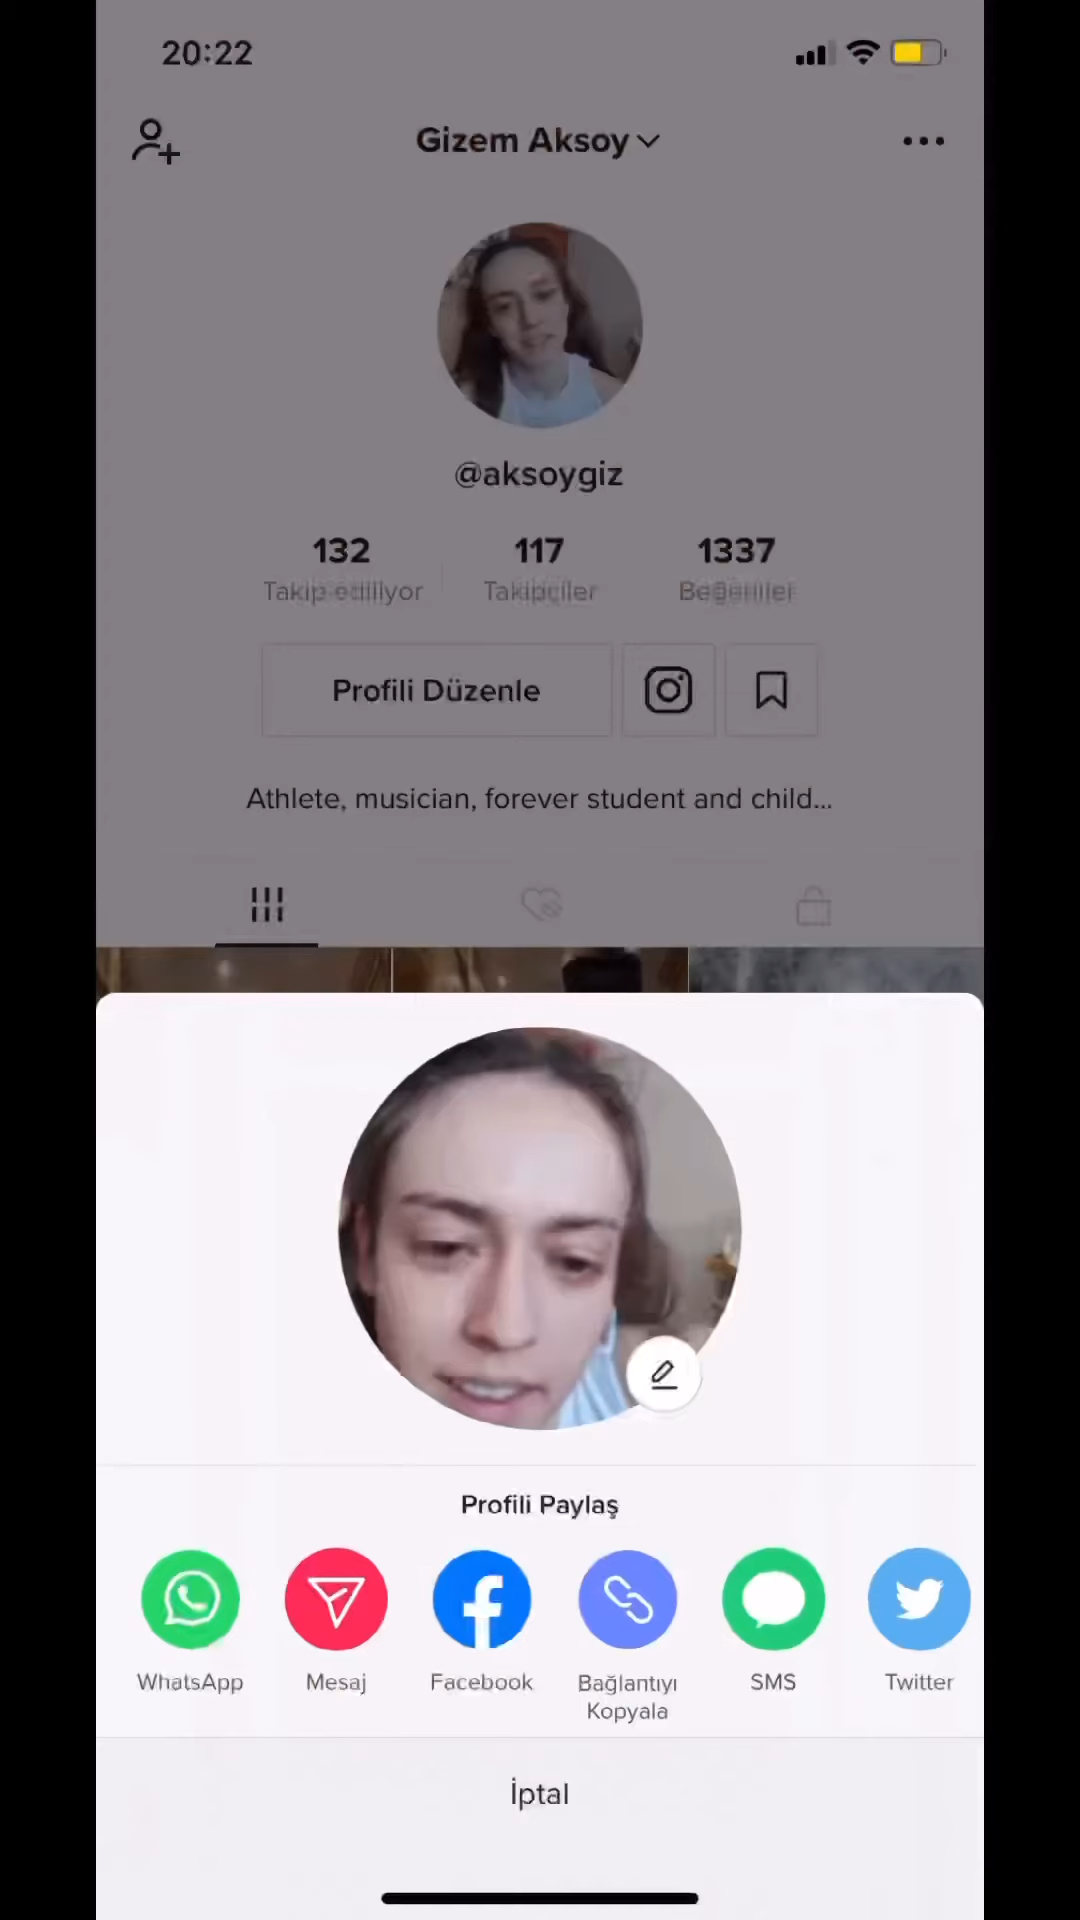 20:22
Gizem Aksoy
@aksoygiz
132 117 1337
Takip ediliyor Takipçiler Beğeniler
Profili Düzenle
Athlete, musician, forever student and child...
Profili Paylaş
WhatsApp Mesaj Facebook Bağlantıyı Kopyala SMS Twitter
İptal